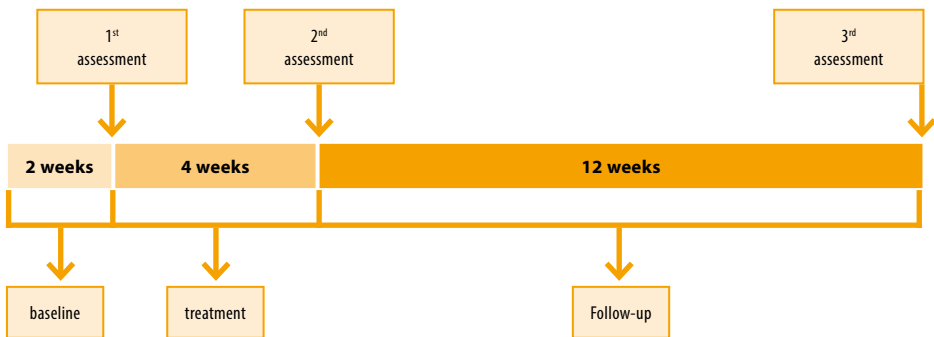 1st
assessment
2nd
assessment
3rd
assessment
2 weeks
4 weeks
12 weeks
baseline
treatment
Follow-up